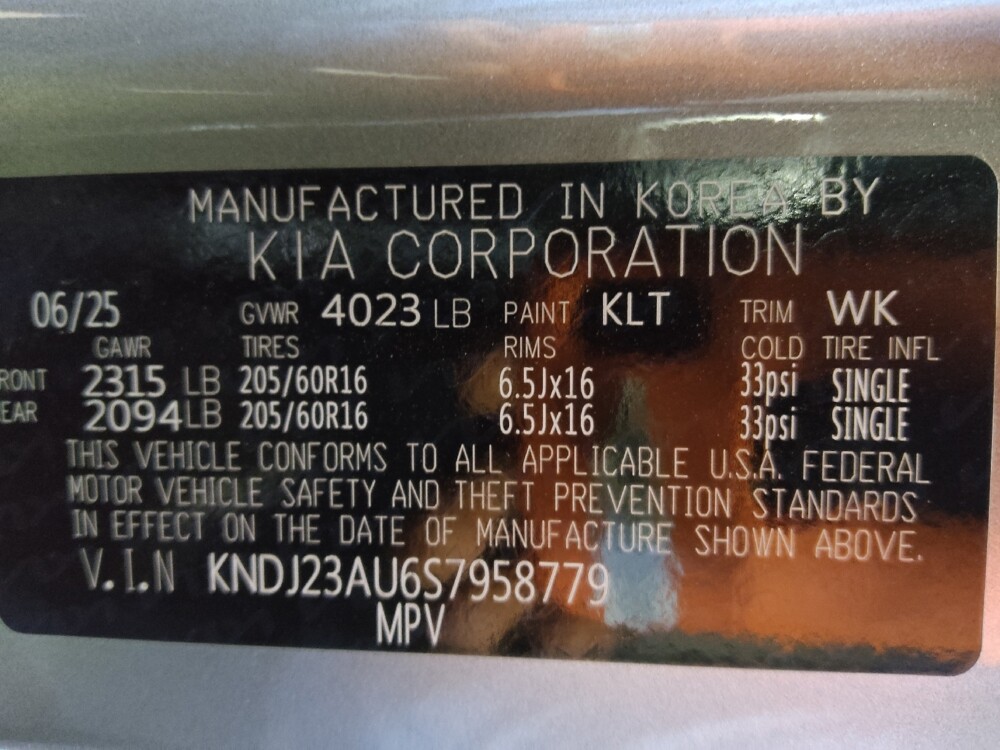 MANUFACTURED IN KOREA BY
KIA CORPORATION
06/25 GVWR 4023 LB PAINT KLT TRIM WK
GAWR TIRES RIMS COLD TIRE INFL
RONT 2315 LB 205/60R16 6.5Jx16 33psi SINGLE
EAR 2094 LB 205/60R16 6.5Jx16 33psi SINGLE
THIS VEHICLE CONFORMS TO ALL APPLICABLE U.S.A. FEDERAL
MOTOR VEHICLE SAFETY AND THEFT PREVENTION STANDARDS
IN EFFECT ON THE DATE OF MANUFACTURE SHOWN ABOVE.
V.I.N KNDJ23AU6S7958779
MPV